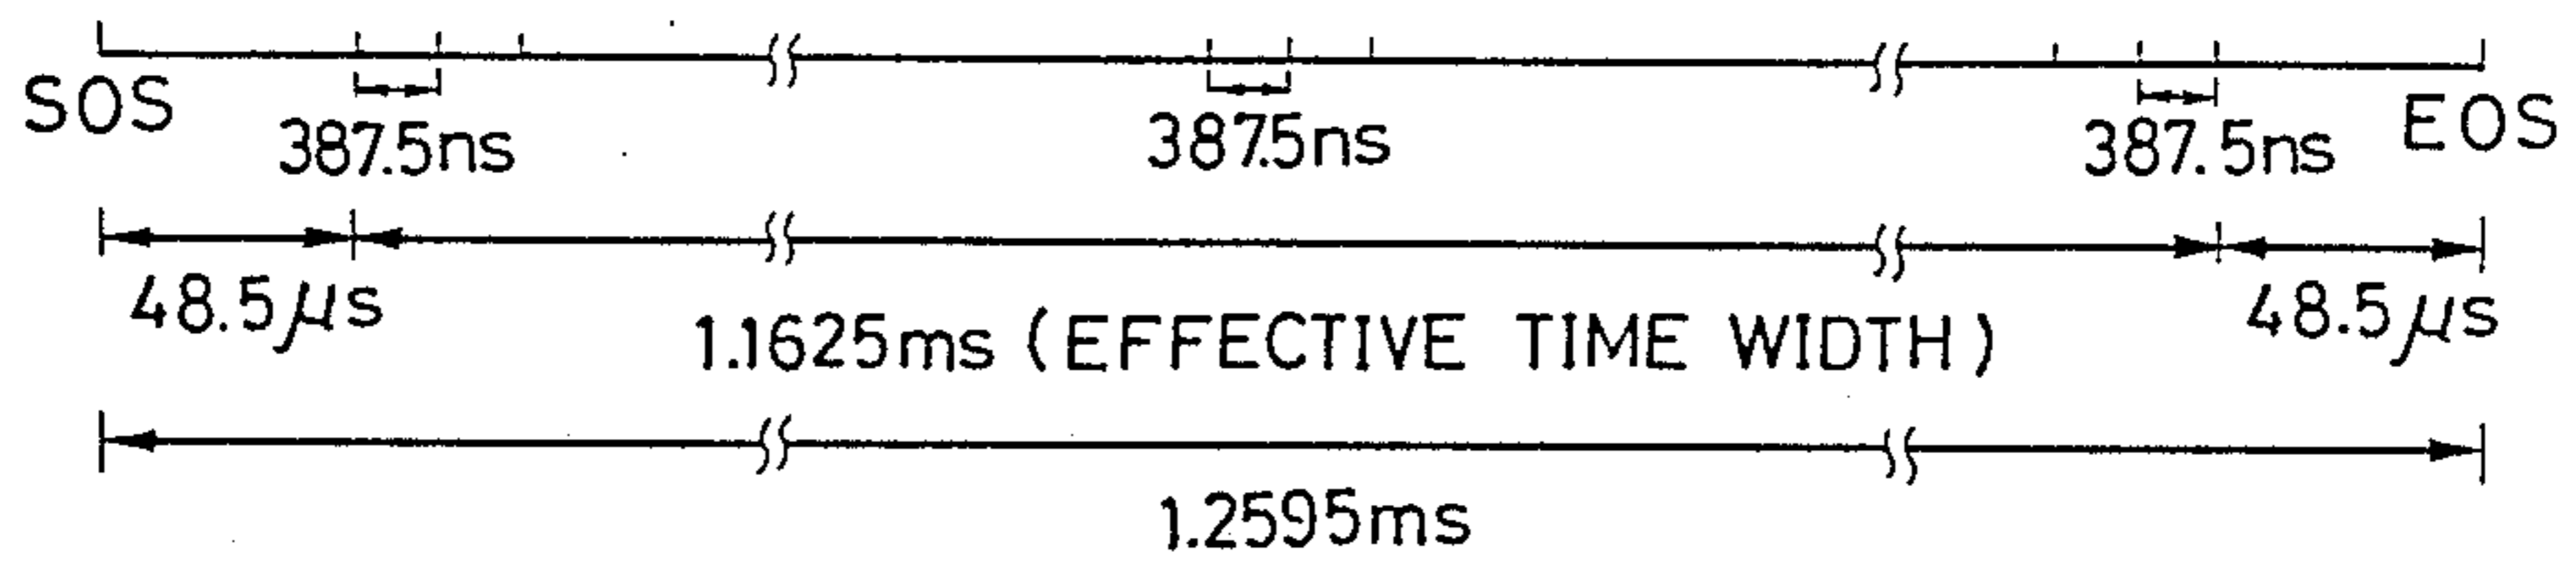 SOS 387.5ns 387.5ns 387.5ns EOS
48.5μs 1.1625ms (EFFECTIVE TIME WIDTH) 48.5μs
1.2595ms